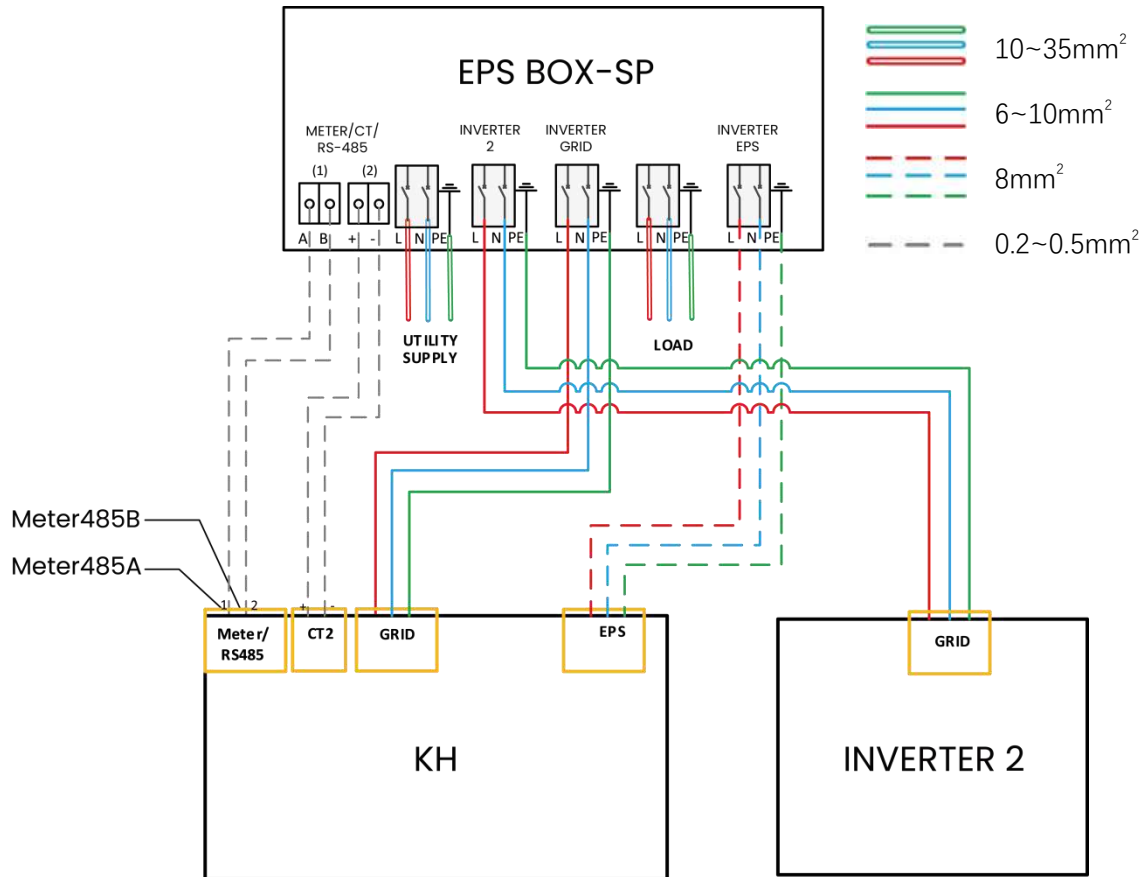 EPS BOX-SP
METER/CT/
RS-485
(1)
(2)
INVERTER
2
INVERTER
GRID
INVERTER
EPS
A B + -
L N PE
L N PE
L N PE
L N PE
L N PE
UTILITY
SUPPLY
LOAD
10~35mm²
6~10mm²
8mm²
0.2~0.5mm²
Meter485B
Meter485A
1 2
+ -
Meter/
RS485
CT2
GRID
EPS
GRID
KH
INVERTER 2